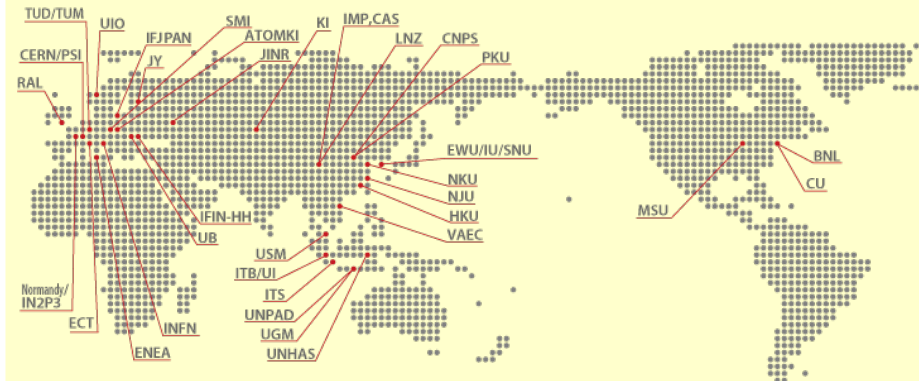 TUD/TUM
UIO
SMI
KI
IMP,CAS
IFJPAN
ATOMKI
LNZ
CNPS
CERN/PSI
JY
JINR
PKU
RAL
EWU/IU/SNU
BNL
NKU
CU
NJU
MSU
IFIN-HH
HKU
UB
VAEC
USM
ITB/UI
Normandy/
IN2P3
ITS
UNPAD
ECT
INFN
UGM
ENEA
UNHAS